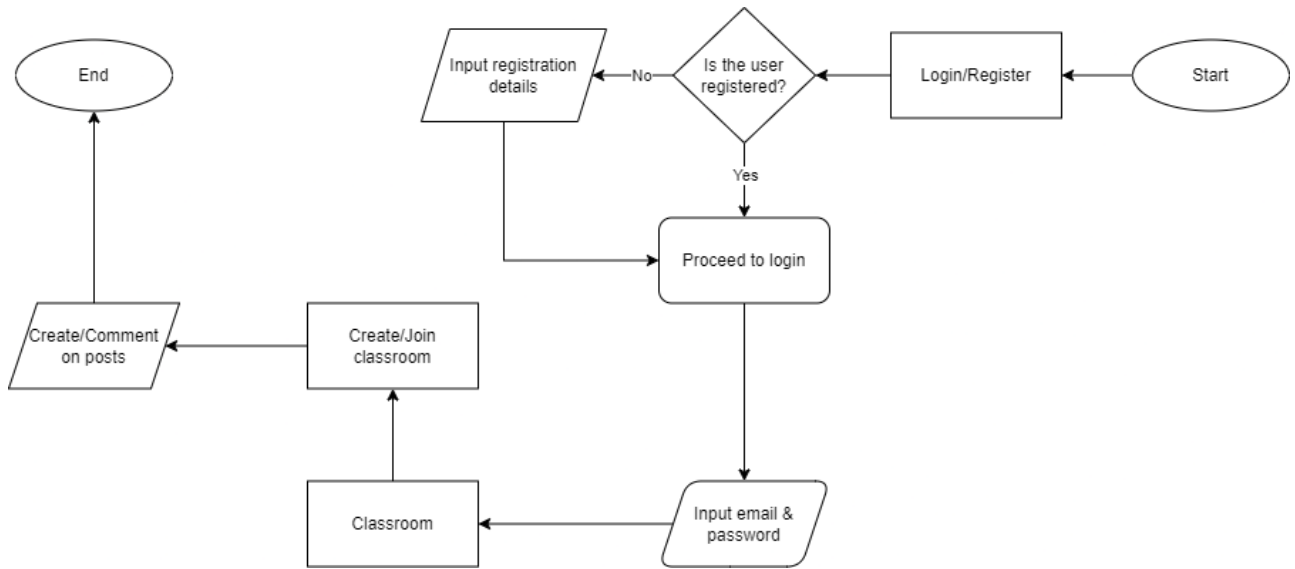 End
Input registration
details
No
Is the user
registered?
Login/Register
Start
Yes
Proceed to login
Create/Comment
on posts
Create/Join
classroom
Classroom
Input email &
password